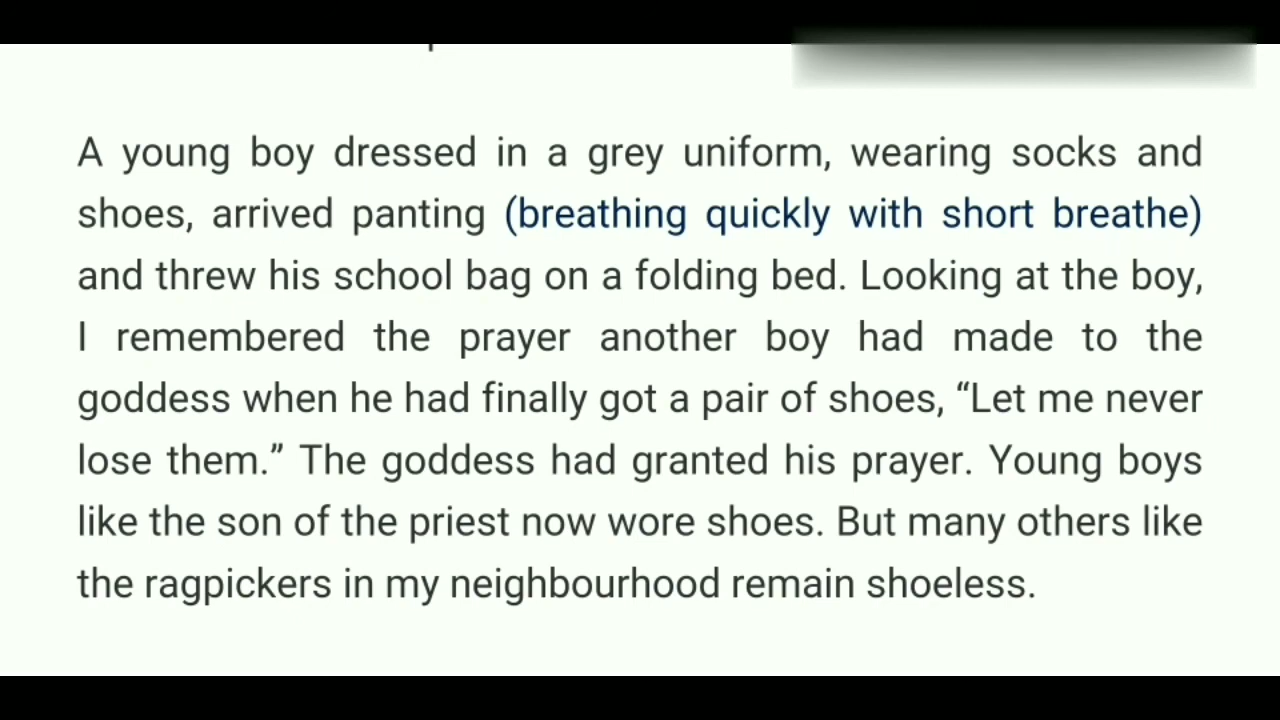 A young boy dressed in a grey uniform, wearing socks and
shoes, arrived panting (breathing quickly with short breathe)
and threw his school bag on a folding bed. Looking at the boy,
I remembered the prayer another boy had made to the
goddess when he had finally got a pair of shoes, “Let me never
lose them.” The goddess had granted his prayer. Young boys
like the son of the priest now wore shoes. But many others like
the ragpickers in my neighbourhood remain shoeless.